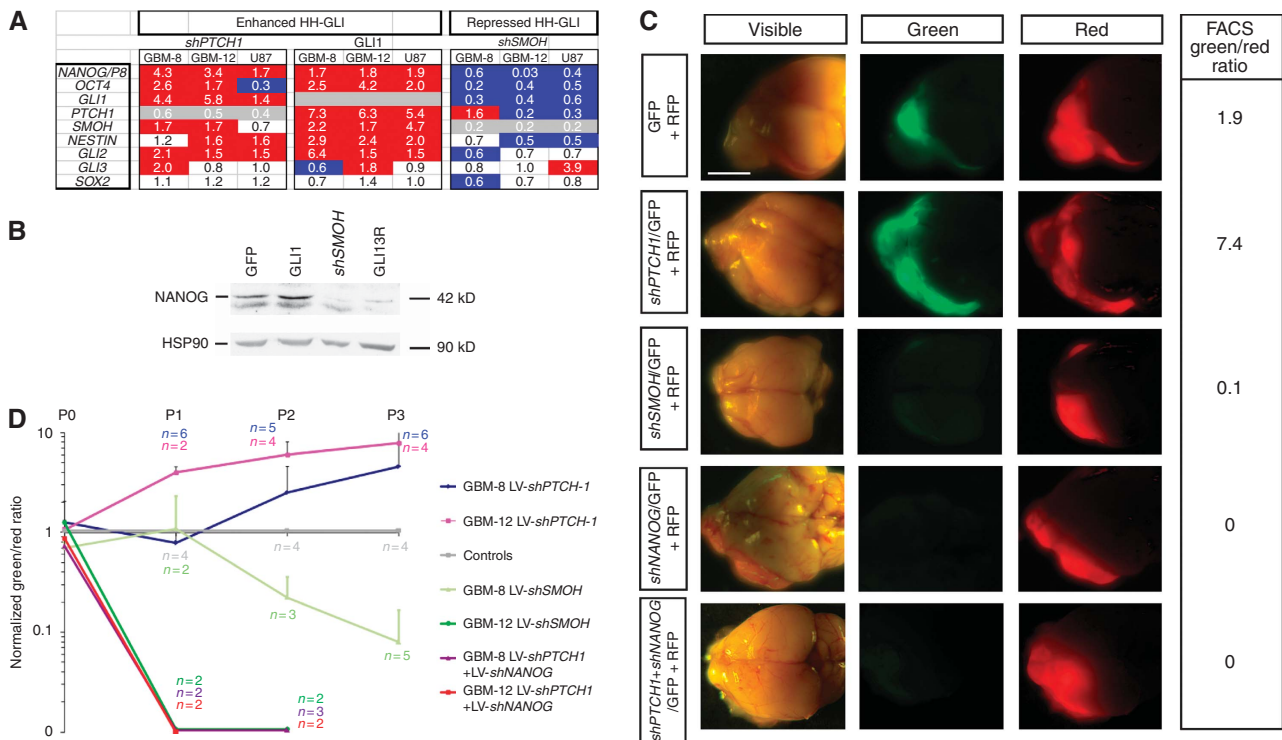 A
Enhanced HH-GLI
Repressed HH-GLI
shPTCH1
GLI1
shSMOH
GBM-8 GBM-12 U87 GBM-8 GBM-12 U87 GBM-8 GBM-12 U87
NANOG/P8 4.3 3.4 1.7 1.7 1.8 1.9 0.6 0.03 0.4
OCT4 2.6 1.7 0.3 2.5 4.2 2.0 0.2 0.4 0.5
GLI1 4.4 5.8 1.4 0.3 0.4 0.6
PTCH1 0.6 0.5 0.4 7.3 6.3 5.4 1.6 0.2 0.3
SMOH 1.7 1.7 0.7 2.2 1.7 4.7 0.2 0.2 0.2
NESTIN 1.2 1.6 1.6 2.9 2.4 2.0 0.7 0.5 0.5
GLI2 2.1 1.5 1.5 6.4 1.5 1.5 0.6 0.7 0.7
GLI3 2.0 0.8 1.0 0.6 1.8 0.9 0.8 1.0 3.9
SOX2 1.1 1.2 1.2 0.7 1.4 1.0 0.6 0.7 0.8
B
GFP
GLI1
shSMOH
GLI13R
NANOG
42 kD
HSP90
90 kD
C
Visible
Green
Red
FACS
green/red
ratio
GFP
+ RFP
1.9
shPTCH1/GFP
+ RFP
7.4
shSMOH/GFP
+ RFP
0.1
shNANOG/GFP
+ RFP
0
shPTCH1+shNANOG
/GFP + RFP
0
D
P0 P1 P2 P3
Normalized green/red ratio
10
1
0.1
0
n=6
n=2
n=5
n=4
n=6
n=4
n=4
n=2
n=4
n=4
n=3
n=5
n=2
n=2
n=2
n=2
n=3
n=2
GBM-8 LV-shPTCH-1
GBM-12 LV-shPTCH-1
Controls
GBM-8 LV-shSMOH
GBM-12 LV-shSMOH
GBM-8 LV-shPTCH1
+LV-shNANOG
GBM-12 LV-shPTCH1
+LV-shNANOG